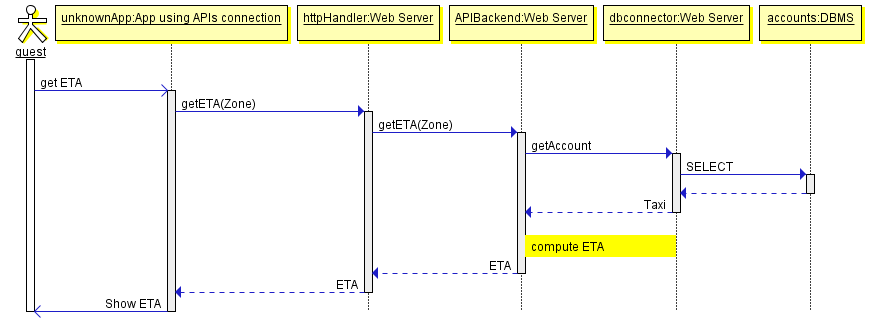 unknownApp:App using APIs connection
httpHandler:Web Server
APIBackend:Web Server
dbconnector:Web Server
accounts:DBMS
guest
get ETA
getETA(Zone)
getETA(Zone)
getAccount
SELECT
Taxi
compute ETA
ETA
ETA
Show ETA